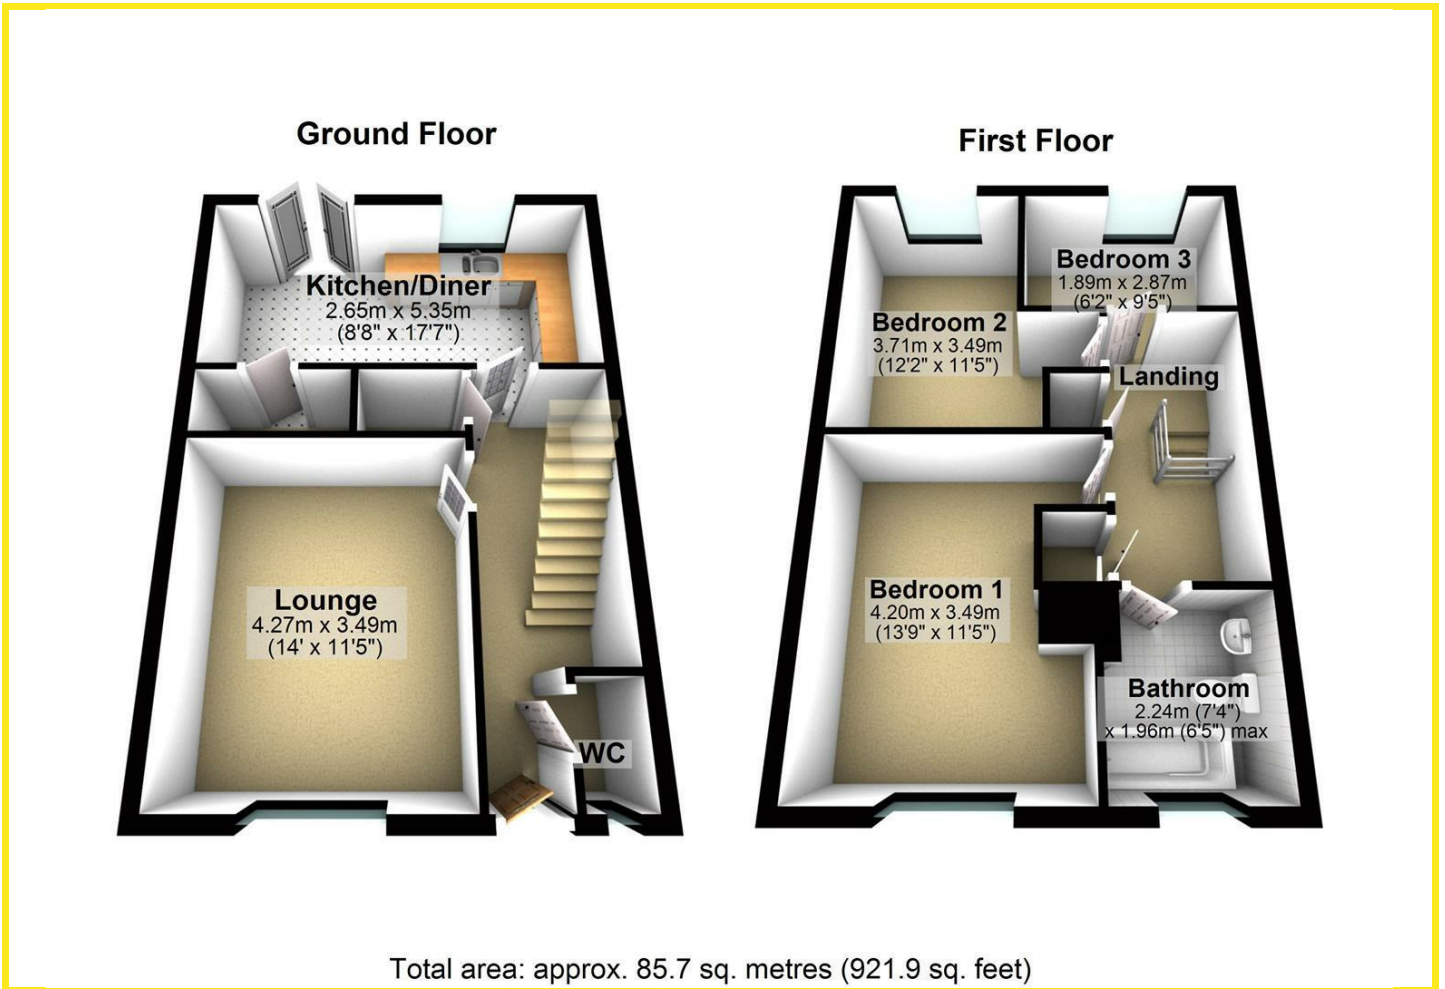 Ground Floor
Kitchen/Diner
2.65m x 5.35m
(8'8" x 17'7")
Lounge
4.27m x 3.49m
(14' x 11'5")
WC
First Floor
Bedroom 3
1.89m x 2.87m
(6'2" x 9'5")
Bedroom 2
3.71m x 3.49m
(12'2" x 11'5")
Landing
Bedroom 1
4.20m x 3.49m
(13'9" x 11'5")
Bathroom
2.24m (7'4")
x 1.96m (6'5") max
Total area: approx. 85.7 sq. metres (921.9 sq. feet)